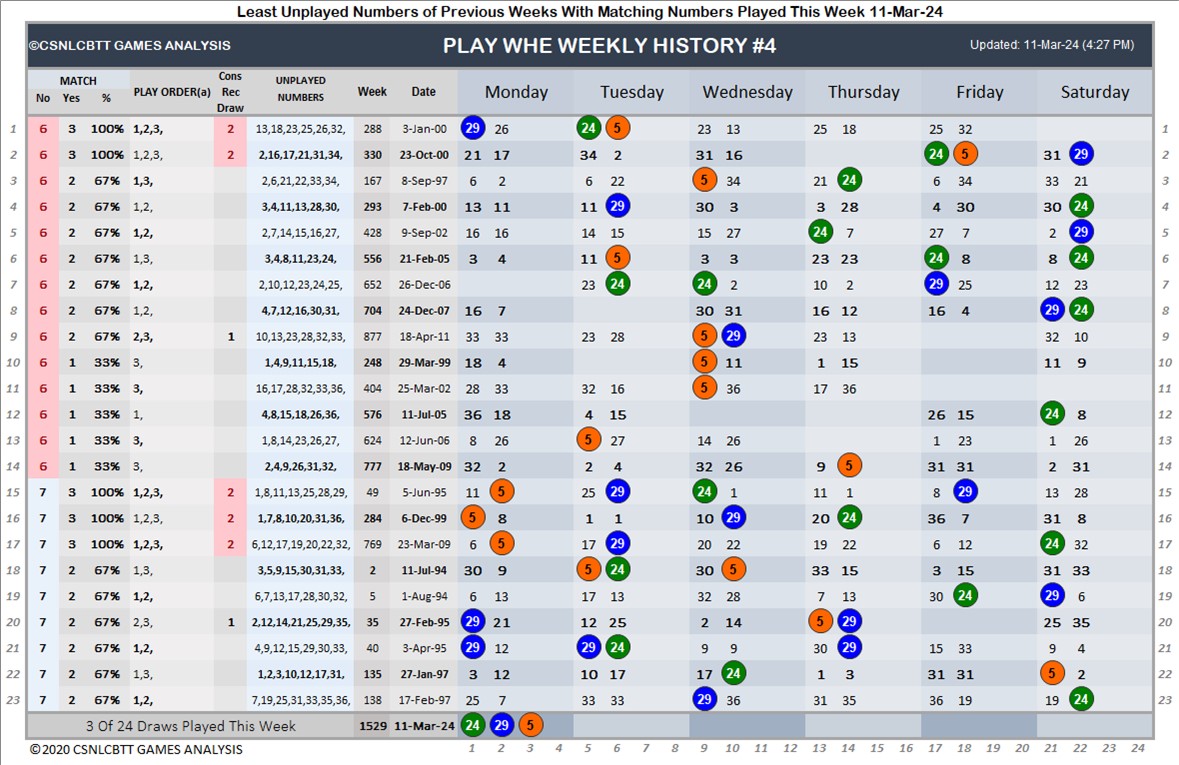 Least Unplayed Numbers of Previous Weeks With Matching Numbers Played This Week 11-Mar-24
©CSNLCBTT GAMES ANALYSIS PLAY WHE WEEKLY HISTORY #4 Updated: 11-Mar-24 (4:27 PM)
MATCH PLAY ORDER(a) Cons Rec Draw UNPLAYED NUMBERS Week Date Monday Tuesday Wednesday Thursday Friday Saturday
No Yes %
1 6 3 100% 1,2,3, 2 13,18,23,25,26,32, 288 3-Jan-00 29 26 24 5 23 13 25 18 25 32 1
2 6 3 100% 1,2,3, 2 2,16,17,21,31,34, 330 23-Oct-00 21 17 34 2 31 16 24 5 31 29 2
3 6 2 67% 1,3, 2,6,21,22,33,34, 167 8-Sep-97 6 2 6 22 5 34 21 24 6 34 33 21 3
4 6 2 67% 1,2, 3,4,11,13,28,30, 293 7-Feb-00 13 11 11 29 30 3 3 28 4 30 30 24 4
5 6 2 67% 1,2, 2,7,14,15,16,27, 428 9-Sep-02 16 16 14 15 15 27 24 7 27 7 2 29 5
6 6 2 67% 1,3, 3,4,8,11,23,24, 556 21-Feb-05 3 4 11 5 3 3 23 23 24 8 8 24 6
7 6 2 67% 1,2, 2,10,12,23,24,25, 652 26-Dec-06 23 24 24 2 10 2 29 25 12 23 7
8 6 2 67% 1,2, 4,7,12,16,30,31, 704 24-Dec-07 16 7 30 31 16 12 16 4 29 24 8
9 6 2 67% 2,3, 1 10,13,23,28,32,33, 877 18-Apr-11 33 33 23 28 5 29 23 13 32 10 9
10 6 1 33% 3, 1,4,9,11,15,18, 248 29-Mar-99 18 4 5 11 1 15 11 9 10
11 6 1 33% 3, 16,17,28,32,33,36, 404 25-Mar-02 28 33 32 16 5 36 17 36 11
12 6 1 33% 1, 4,8,15,18,26,36, 576 11-Jul-05 36 18 4 15 26 15 24 8 12
13 6 1 33% 3, 1,8,14,23,26,27, 624 12-Jun-06 8 26 5 27 14 26 1 23 1 26 13
14 6 1 33% 3, 2,4,9,26,31,32, 777 18-May-09 32 2 2 4 32 26 9 5 31 31 2 31 14
15 7 3 100% 1,2,3, 2 1,8,11,13,25,28,29, 49 5-Jun-95 11 5 25 29 24 1 11 1 8 29 13 28 15
16 7 3 100% 1,2,3, 2 1,7,8,10,20,31,36, 284 6-Dec-99 5 8 1 1 10 29 20 24 36 7 31 8 16
17 7 3 100% 1,2,3, 2 6,12,17,19,20,22,32, 769 23-Mar-09 6 5 17 29 20 22 19 22 6 12 24 32 17
18 7 2 67% 1,3, 3,5,9,15,30,31,33, 2 11-Jul-94 30 9 5 24 30 5 33 15 3 15 31 33 18
19 7 2 67% 1,2, 6,7,13,17,28,30,32, 5 1-Aug-94 6 13 17 13 32 28 7 13 30 24 29 6 19
20 7 2 67% 2,3, 1 2,12,14,21,25,29,35, 35 27-Feb-95 29 21 12 25 2 14 5 29 25 35 20
21 7 2 67% 1,2, 4,9,12,15,29,30,33, 40 3-Apr-95 29 12 29 24 9 9 30 29 15 33 9 4 21
22 7 2 67% 1,3, 1,2,3,10,12,17,31, 135 27-Jan-97 3 12 10 17 17 24 1 3 31 31 5 2 22
23 7 2 67% 1,2, 7,19,25,31,33,35,36, 138 17-Feb-97 25 7 33 33 29 36 31 35 36 19 19 24 23
3 Of 24 Draws Played This Week 1529 11-Mar-24 24 29 5
©2020 CSNLCBTT GAMES ANALYSIS 1 2 3 4 5 6 7 8 9 10 11 12 13 14 15 16 17 18 19 20 21 22 23 24